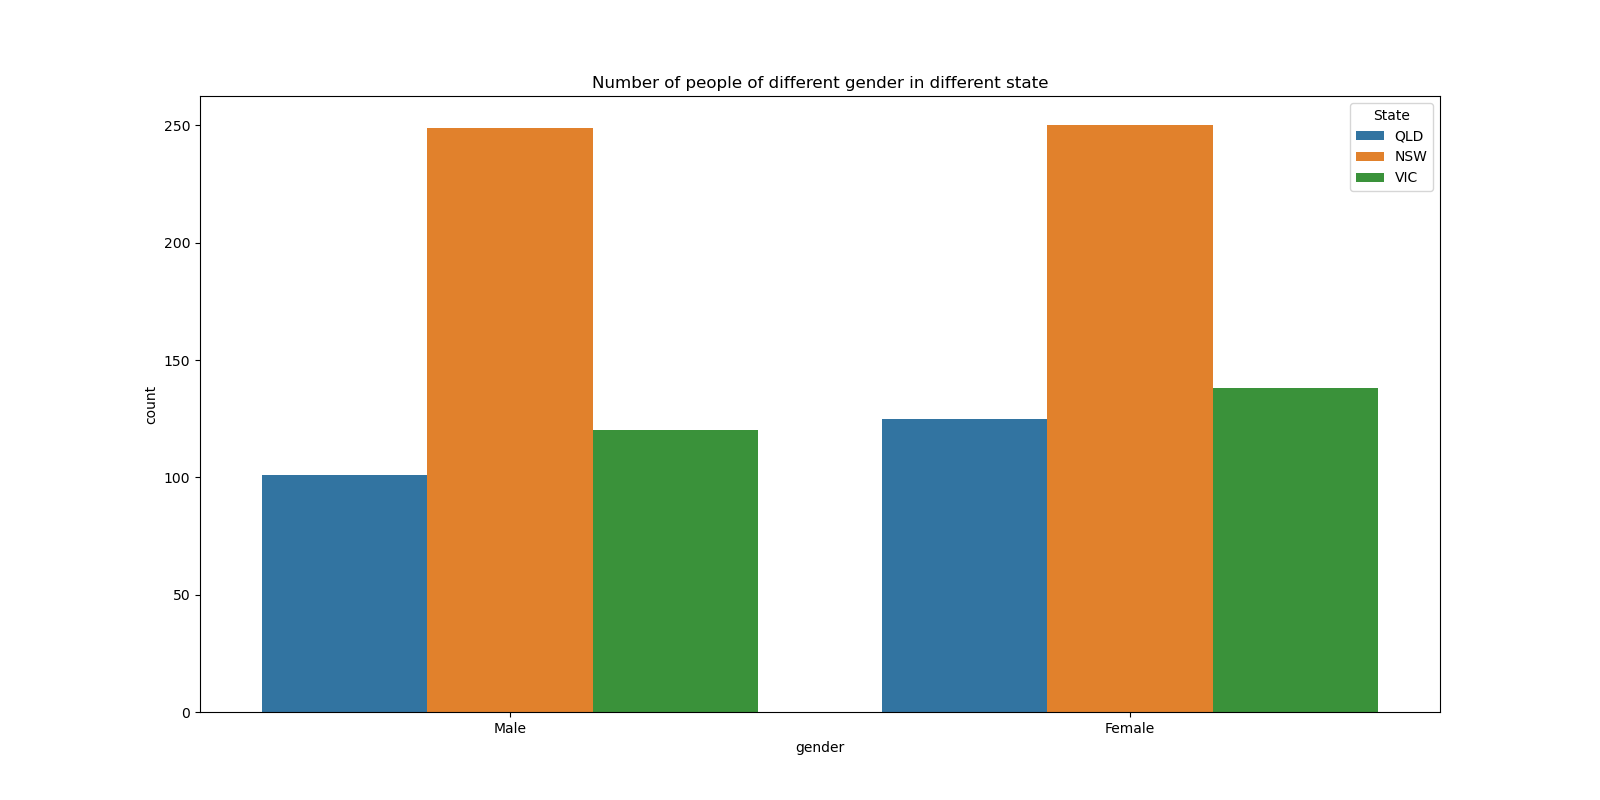 Number of people of different gender in different state
State
QLD
NSW
VIC
250
200
150
100
50
0
count
Male
Female
gender